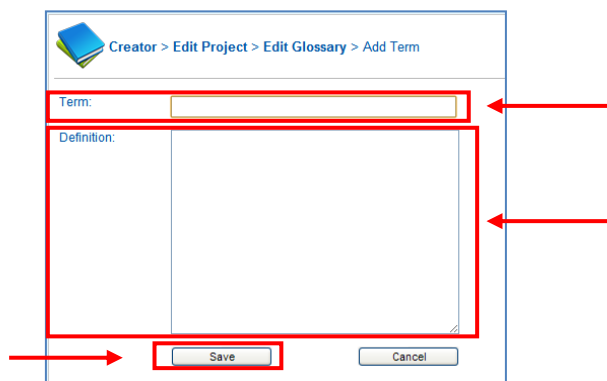 Creator > Edit Project > Edit Glossary > Add Term
Term:
Definition:
Save Cancel